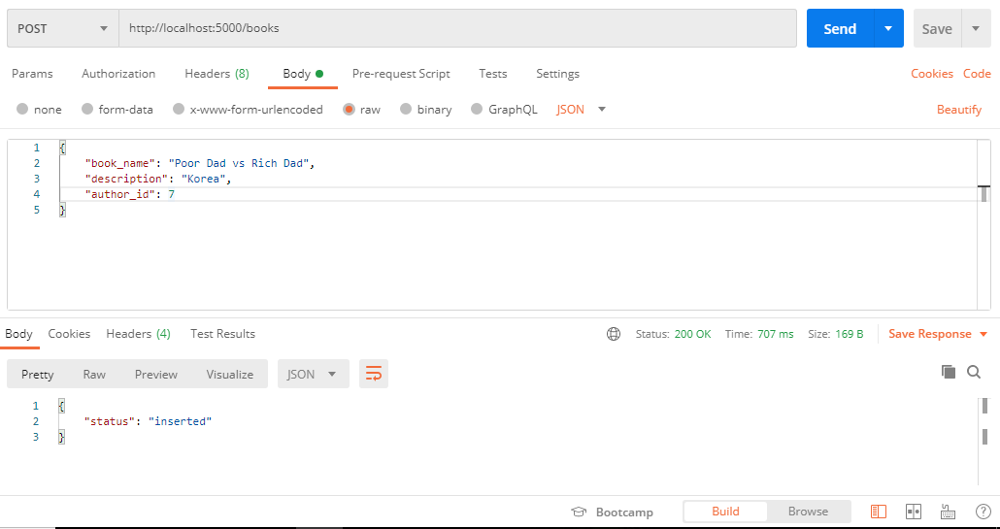 POST http://localhost:5000/books Send Save
Params Authorization Headers (8) Body Pre-request Script Tests Settings Cookies Code
none form-data x-www-form-urlencoded raw binary GraphQL JSON Beautify
1 {
2 "book_name": "Poor Dad vs Rich Dad",
3 "description": "Korea",
4 "author_id": 7
5 }
Body Cookies Headers (4) Test Results Status: 200 OK Time: 707 ms Size: 169 B Save Response
Pretty Raw Preview Visualize JSON
1 {
2 "status": "inserted"
3 }
Bootcamp Build Browse ?